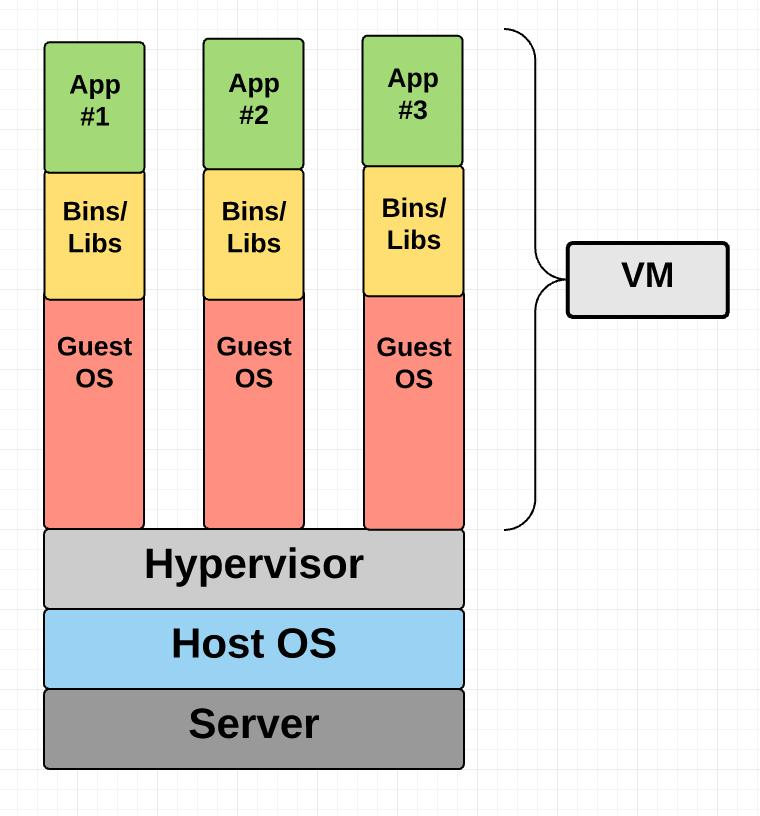 App
#1
App
#2
App
#3
Bins/
Libs
Bins/
Libs
Bins/
Libs
VM
Guest
OS
Guest
OS
Guest
OS
Hypervisor
Host OS
Server